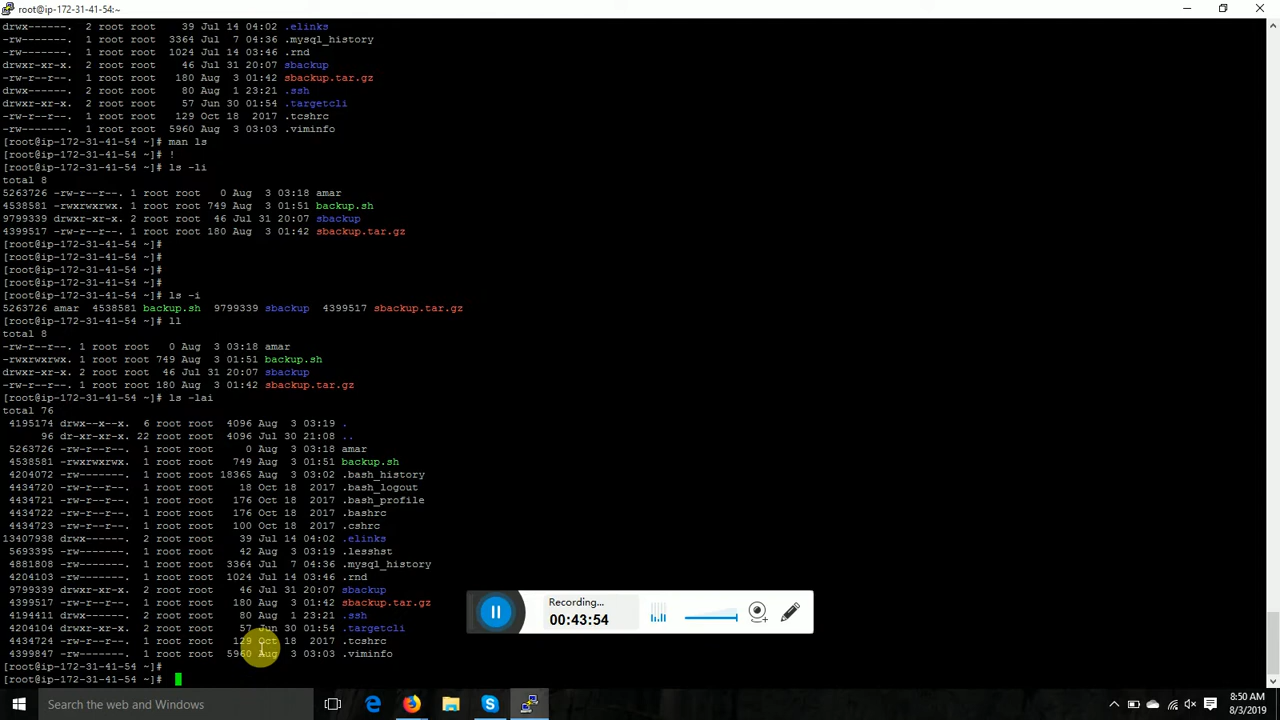 root@ip-172-31-41-54:~
drwx------. 2 root root 39 Jul 14 04:02 .elinks
-rw-------. 1 root root 3364 Jul 7 04:36 .mysql_history
-rw-------. 1 root root 1024 Jul 14 03:46 .rnd
drwxr-xr-x. 2 root root 46 Jul 31 20:07 sbackup
-rw-r--r--. 1 root root 180 Aug 3 01:42 sbackup.tar.gz
drwx------. 2 root root 80 Aug 1 23:21 .ssh
drwxr-xr-x. 2 root root 57 Jun 30 01:54 .targetcli
-rw-r--r--. 1 root root 129 Oct 18 2017 .tcshrc
-rw-------. 1 root root 5960 Aug 3 03:03 .viminfo
[root@ip-172-31-41-54 ~]# man ls
[root@ip-172-31-41-54 ~]# !
[root@ip-172-31-41-54 ~]# ls -li
total 8
5263726 -rw-r--r--. 1 root root 0 Aug 3 03:18 amar
4538581 -rwxrwxrwx. 1 root root 749 Aug 3 01:51 backup.sh
9799339 drwxr-xr-x. 2 root root 46 Jul 31 20:07 sbackup
4399517 -rw-r--r--. 1 root root 180 Aug 3 01:42 sbackup.tar.gz
[root@ip-172-31-41-54 ~]#
[root@ip-172-31-41-54 ~]#
[root@ip-172-31-41-54 ~]#
[root@ip-172-31-41-54 ~]#
[root@ip-172-31-41-54 ~]# ls -i
5263726 amar 4538581 backup.sh 9799339 sbackup 4399517 sbackup.tar.gz
[root@ip-172-31-41-54 ~]# ll
total 8
-rw-r--r--. 1 root root 0 Aug 3 03:18 amar
-rwxrwxrwx. 1 root root 749 Aug 3 01:51 backup.sh
drwxr-xr-x. 2 root root 46 Jul 31 20:07 sbackup
-rw-r--r--. 1 root root 180 Aug 3 01:42 sbackup.tar.gz
[root@ip-172-31-41-54 ~]# ls -lai
total 76
4195174 drwx--x--x. 6 root root 4096 Aug 3 03:19 .
96 dr-xr-xr-x. 22 root root 4096 Jul 30 21:08 ..
5263726 -rw-r--r--. 1 root root 0 Aug 3 03:18 amar
4538581 -rwxrwxrwx. 1 root root 749 Aug 3 01:51 backup.sh
4204072 -rw-------. 1 root root 18365 Aug 3 03:02 .bash_history
4434720 -rw-r--r--. 1 root root 18 Oct 18 2017 .bash_logout
4434721 -rw-r--r--. 1 root root 176 Oct 18 2017 .bash_profile
4434722 -rw-r--r--. 1 root root 176 Oct 18 2017 .bashrc
4434723 -rw-r--r--. 1 root root 100 Oct 18 2017 .cshrc
13407938 drwx------. 2 root root 39 Jul 14 04:02 .elinks
5693395 -rw-------. 1 root root 42 Aug 3 03:19 .lesshst
4881808 -rw-------. 1 root root 3364 Jul 7 04:36 .mysql_history
4204103 -rw-------. 1 root root 1024 Jul 14 03:46 .rnd
9799339 drwxr-xr-x. 2 root root 46 Jul 31 20:07 sbackup
4399517 -rw-r--r--. 1 root root 180 Aug 3 01:42 sbackup.tar.gz
4194411 drwx------. 2 root root 80 Aug 1 23:21 .ssh
4204104 drwxr-xr-x. 2 root root 57 Jun 30 01:54 .targetcli
4434724 -rw-r--r--. 1 root root 129 Oct 18 2017 .tcshrc
4399847 -rw-------. 1 root root 5960 Aug 3 03:03 .viminfo
[root@ip-172-31-41-54 ~]#
[root@ip-172-31-41-54 ~]#
Recording...
00:43:54
Search the web and Windows
8:50 AM
8/3/2019